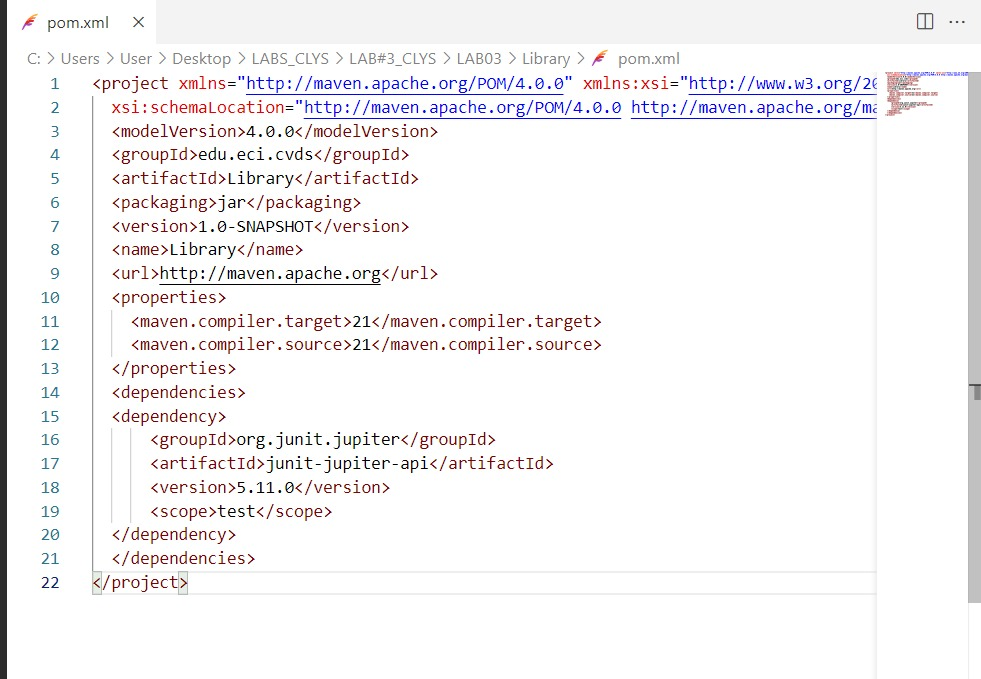 pom.xml
C: > Users > User > Desktop > LABS_CLYS > LAB#3_CLYS > LAB03 > Library > pom.xml
1 <project xmlns="http://maven.apache.org/POM/4.0.0" xmlns:xsi="http://www.w3.org/20
2 xsi:schemaLocation="http://maven.apache.org/POM/4.0.0 http://maven.apache.org/ma
3 <modelVersion>4.0.0</modelVersion>
4 <groupId>edu.eci.cvds</groupId>
5 <artifactId>Library</artifactId>
6 <packaging>jar</packaging>
7 <version>1.0-SNAPSHOT</version>
8 <name>Library</name>
9 <url>http://maven.apache.org</url>
10 <properties>
11 <maven.compiler.target>21</maven.compiler.target>
12 <maven.compiler.source>21</maven.compiler.source>
13 </properties>
14 <dependencies>
15 <dependency>
16 <groupId>org.junit.jupiter</groupId>
17 <artifactId>junit-jupiter-api</artifactId>
18 <version>5.11.0</version>
19 <scope>test</scope>
20 </dependency>
21 </dependencies>
22 </project>